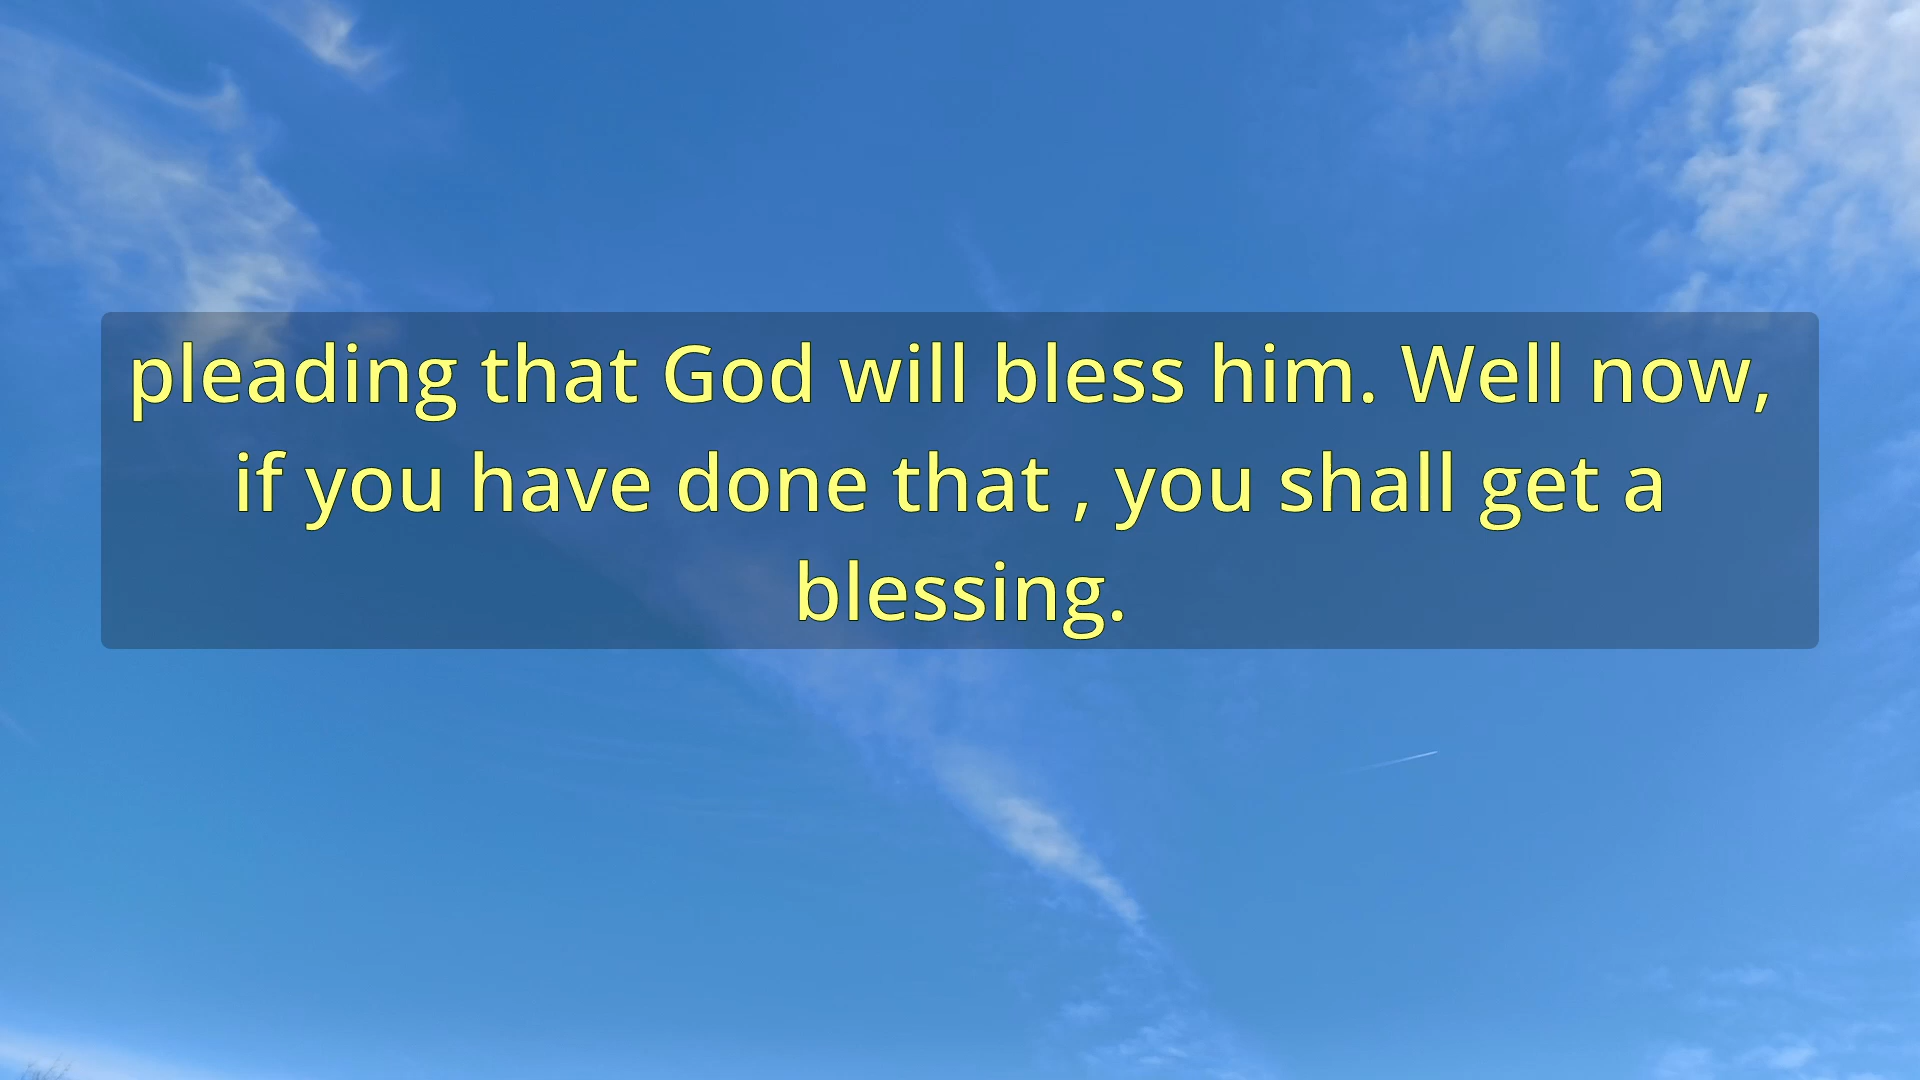 pleading that God will bless him. Well now,
if you have done that , you shall get a
blessing.